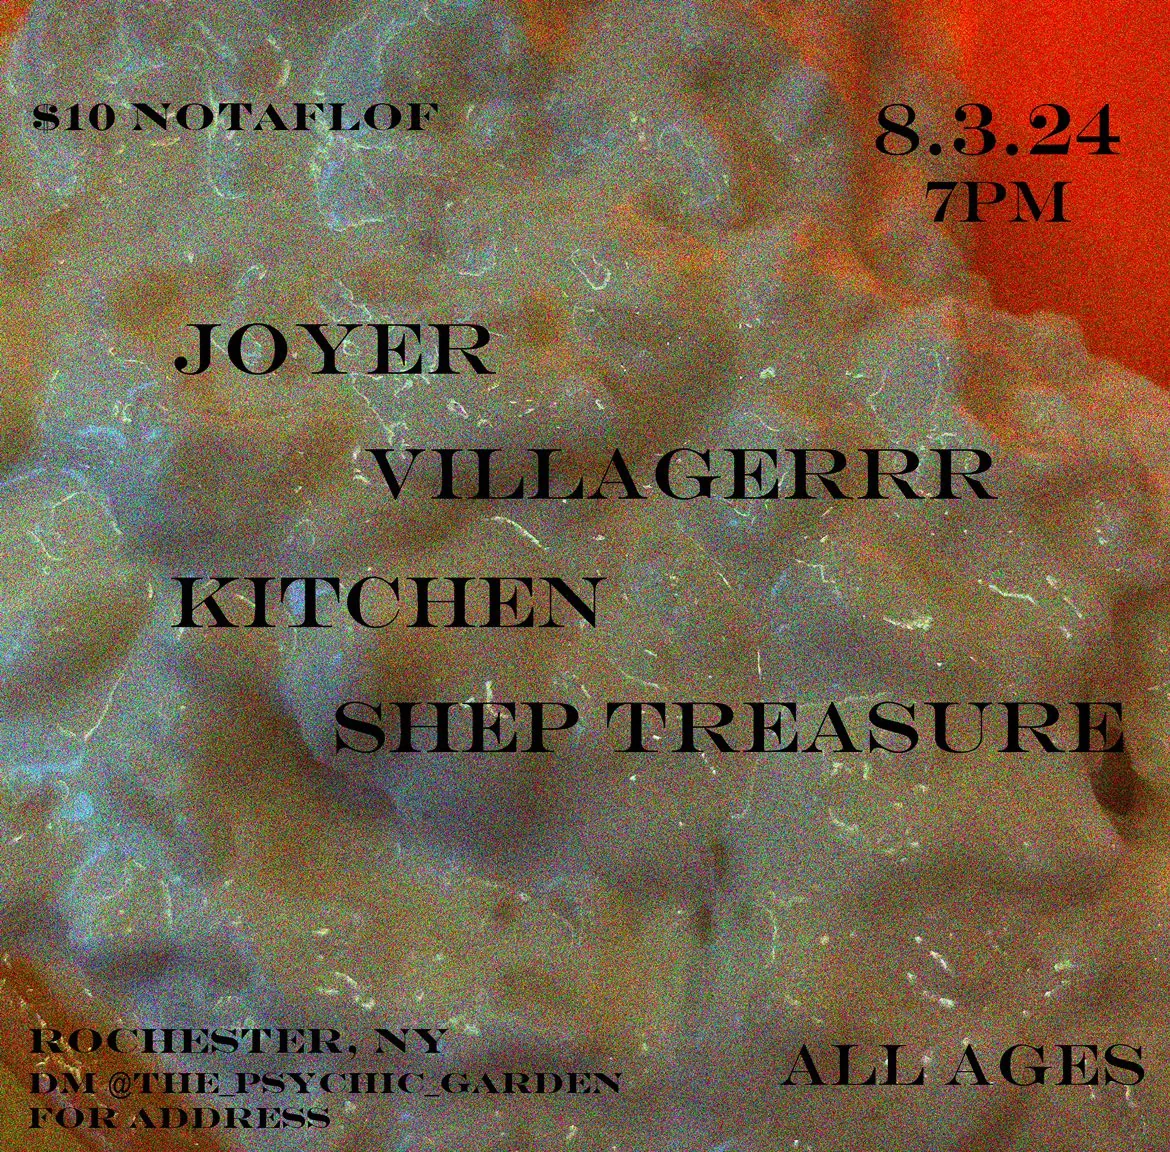 $10 NOTAFLOF
8.3.24
7PM
JOYER
VILLAGERRR
KITCHEN
SHEP TREASURE
ROCHESTER, NY
DM @THE_PSYCHIC_GARDEN
FOR ADDRESS
ALL AGES